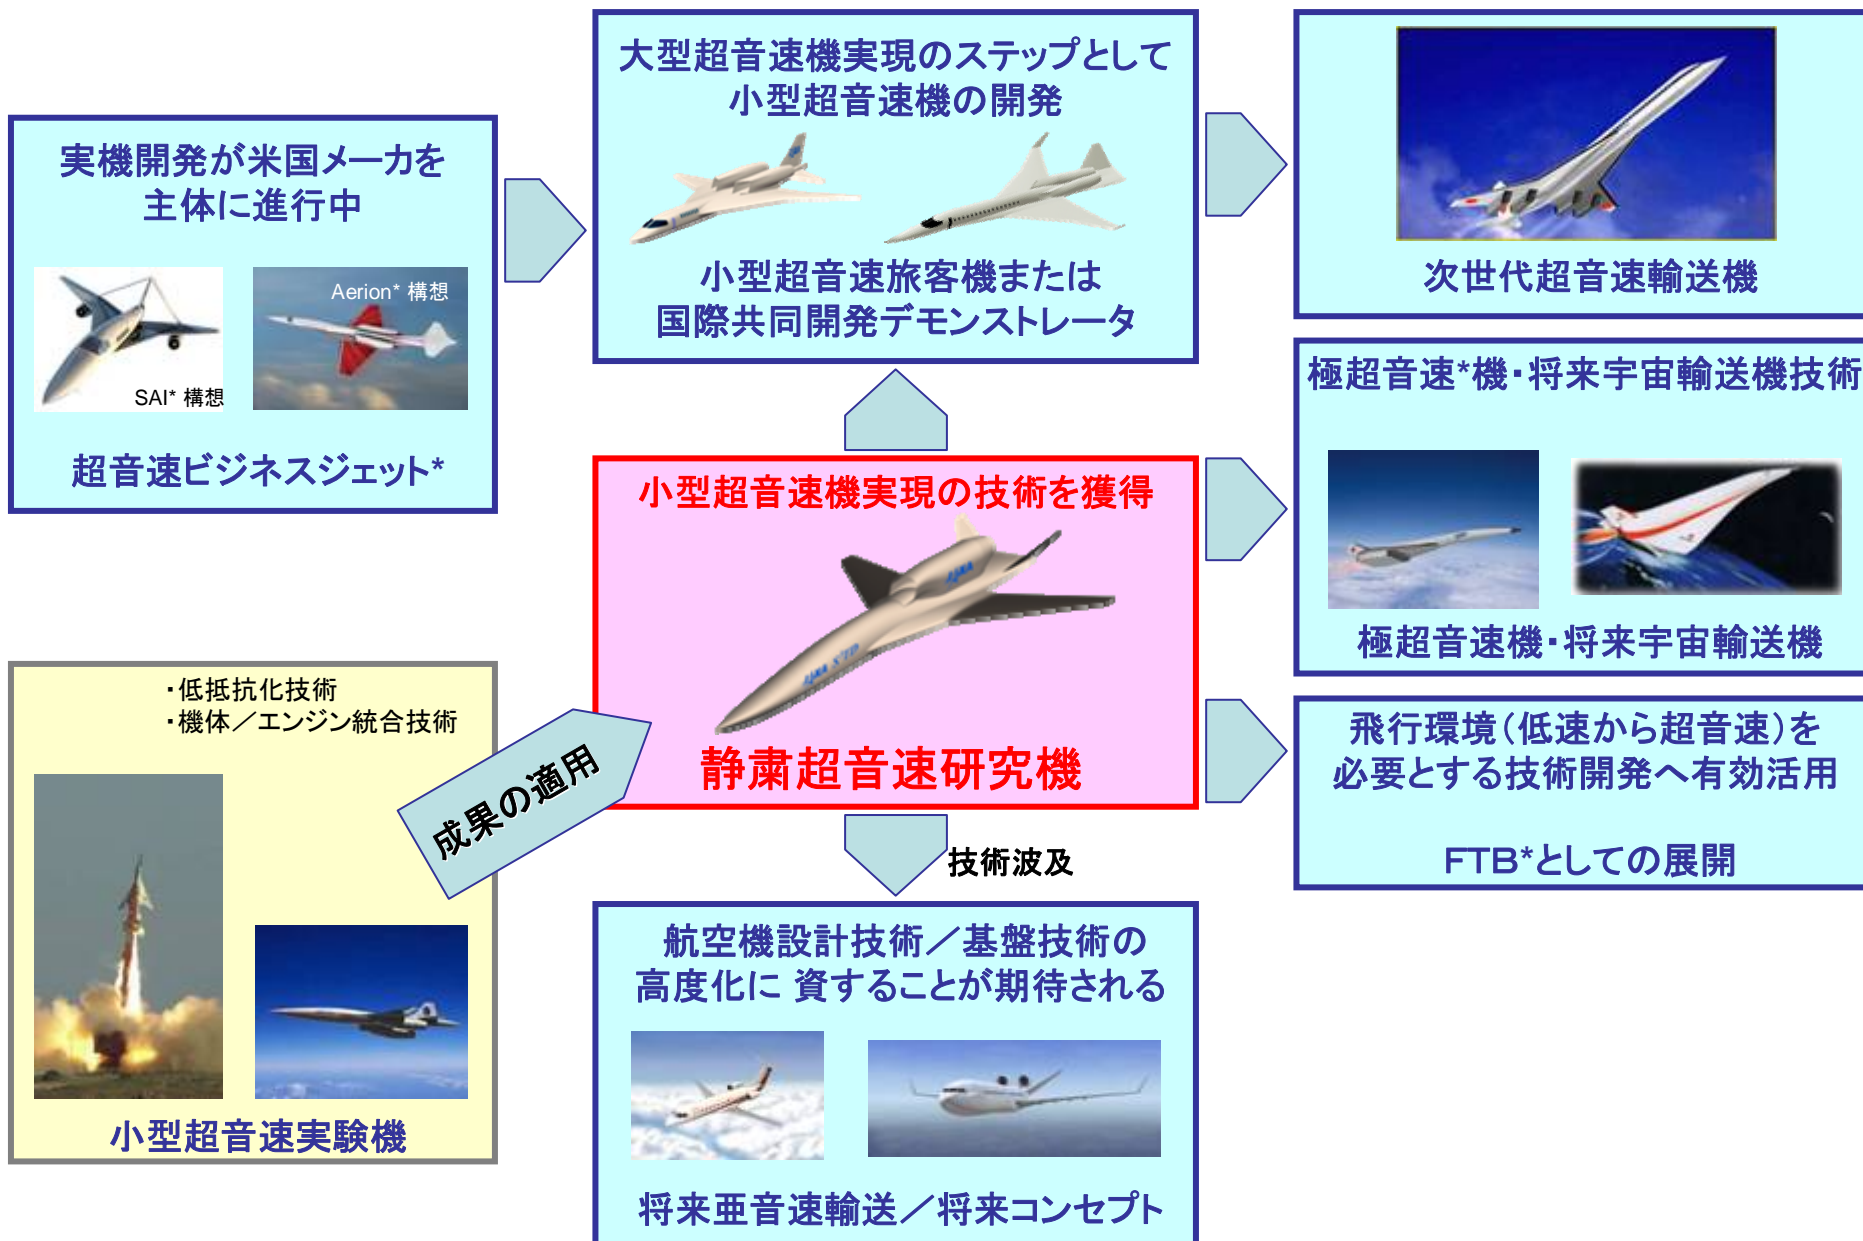 実機開発が米国メーカを
主体に進行中
SAI* 構想
Aerion* 構想
超音速ビジネスジェット*
大型超音速機実現のステップとして
小型超音速機の開発
小型超音速旅客機または
国際共同開発デモンストレータ
次世代超音速輸送機
極超音速*機・将来宇宙輸送機技術
極超音速機・将来宇宙輸送機
小型超音速機実現の技術を獲得
JAXA
JAXA S³TD
静粛超音速研究機
飛行環境（低速から超音速）を
必要とする技術開発へ有効活用
FTB*としての展開
・低抵抗化技術
・機体／エンジン統合技術
小型超音速実験機
成果の適用
技術波及
航空機設計技術／基盤技術の
高度化に 資することが期待される
将来亜音速輸送／将来コンセプト